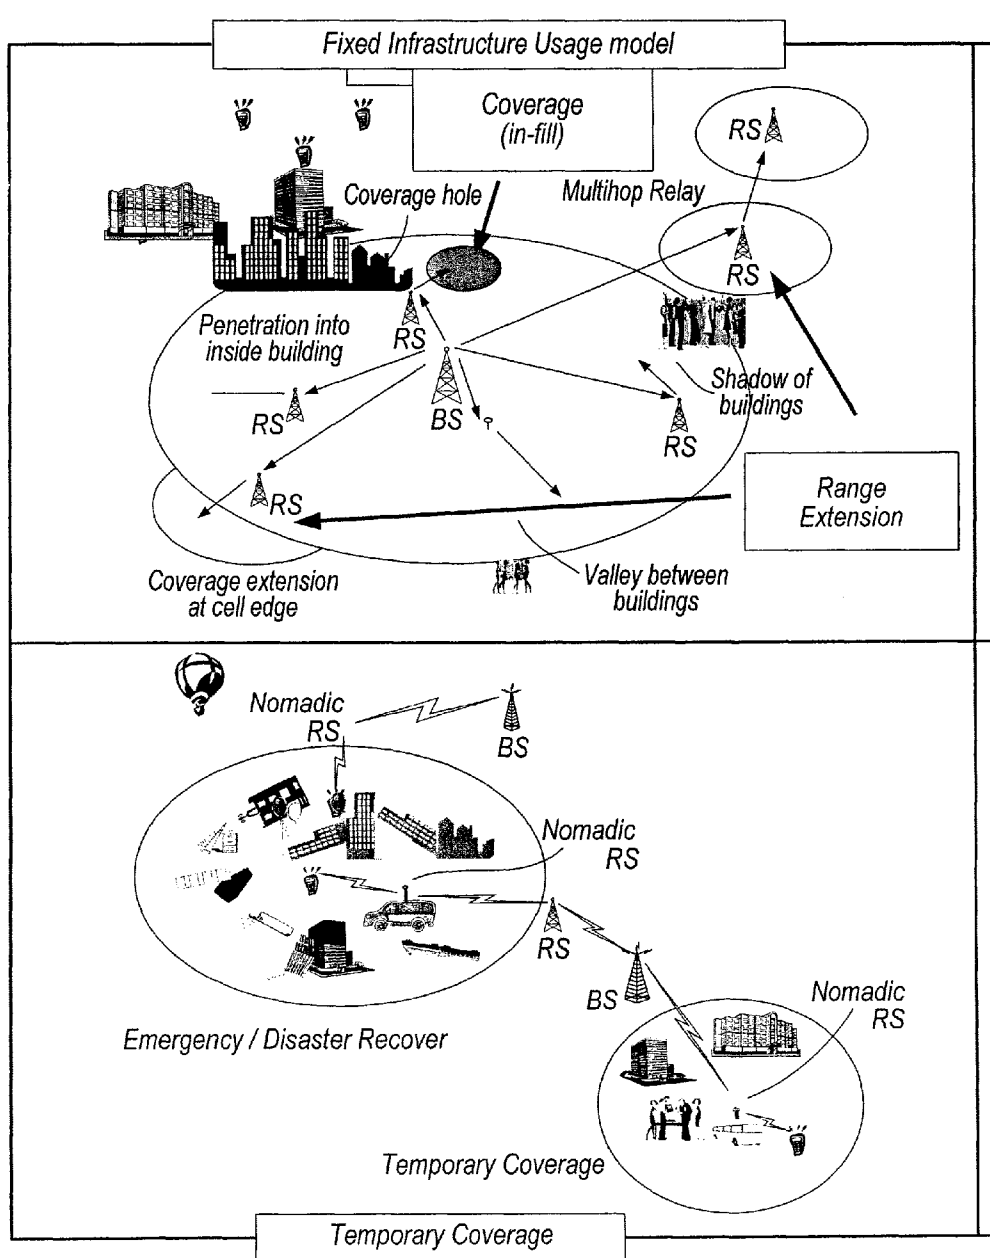 Fixed Infrastructure Usage model
Coverage
(in-fill)
RS
Coverage hole
Multihop Relay
RS
Penetration into
inside building
RS
Shadow of
buildings
RS
BS
RS
RS
Range
Extension
Coverage extension
at cell edge
Valley between
buildings
Nomadic
RS
BS
Nomadic
RS
RS
BS
Nomadic
RS
Emergency / Disaster Recover
Temporary Coverage
Temporary Coverage